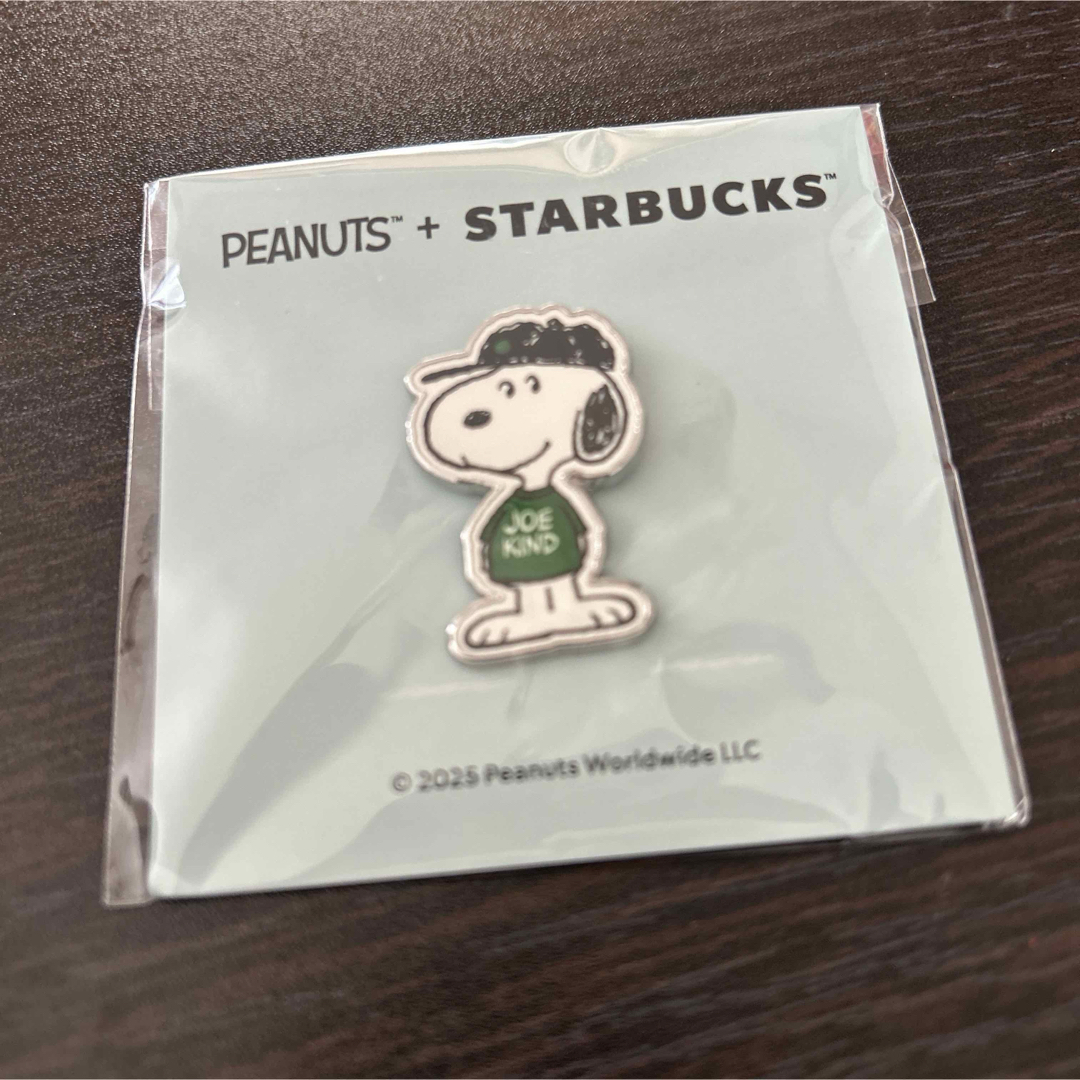 PEANUTS™ + STARBUCKS™
JOE
KIND
© 2025 Peanuts Worldwide LLC